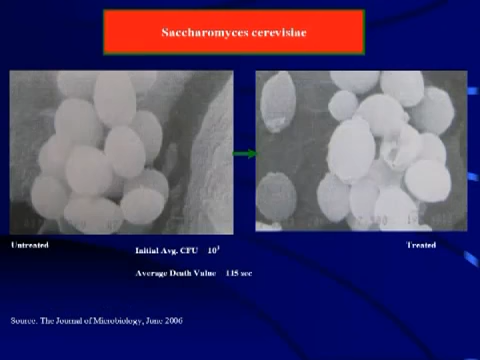 Saccharomyces cerevisiae
Untreated
Treated
Initial Avg. CFU
Average Death Value 115 sec
Source: The Journal of Microbiology, June 2006